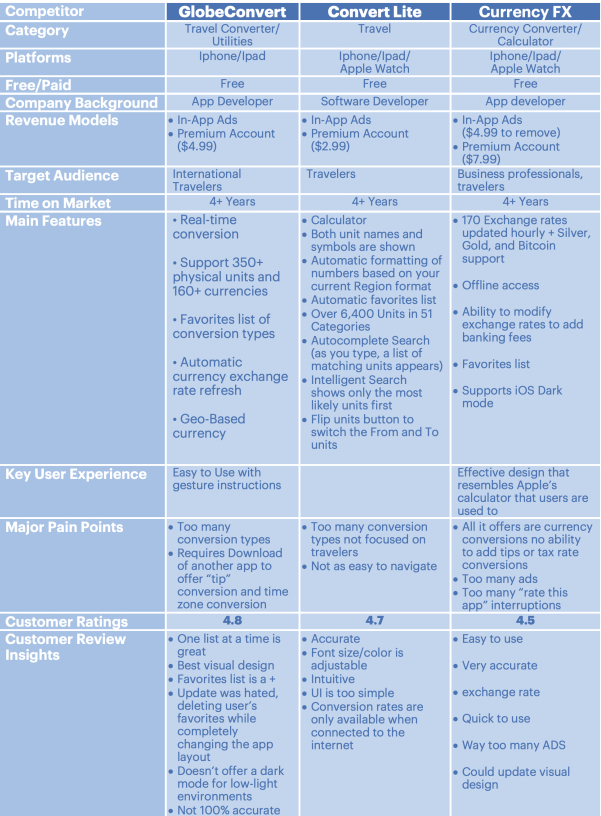 Competitor
GlobeConvert
Convert Lite
Currency FX
Category
Travel Converter/
Utilities
Travel
Currency Converter/
Calculator
Platforms
Iphone/Ipad
Iphone/Ipad/
Apple Watch
Iphone/Ipad/
Apple Watch
Free/Paid
Free
Free
Free
Company Background
App Developer
Software Developer
App developer
Revenue Models
• In-App Ads
• Premium Account
($4.99)
• In-App Ads
• Premium Account
($2.99)
• In-App Ads
($4.99 to remove)
• Premium Account
($7.99)
Target Audience
International
Travelers
Travelers
Business professionals,
travelers
Time on Market
4+ Years
4+ Years
4+ Years
Main Features
• Real-time
conversion
• Support 350+
physical units and
160+ currencies
• Favorites list of
conversion types
• Automatic
currency exchange
rate refresh
• Geo-Based
currency
• Calculator
• Both unit names and
symbols are shown
• Automatic formatting of
numbers based on your
current Region format
• Automatic favorites list
• Over 6,400 Units in 51
Categories
• Autocomplete Search
(as you type, a list of
matching units appears)
• Intelligent Search
shows only the most
likely units first
• Flip units button to
switch the From and To
units
• 170 Exchange rates
updated hourly + Silver,
Gold, and Bitcoin
support
• Offline access
• Ability to modify
exchange rates to add
banking fees
• Favorites list
• Supports iOS Dark
mode
Key User Experience
Easy to Use with
gesture instructions
Effective design that
resembles Apple's
calculator that users are
used to
Major Pain Points
• Too many
conversion types
• Requires Download
of another app to
offer "tip"
conversion and time
zone conversion
• Too many conversion
types not focused on
travelers
• Not as easy to navigate
• All it offers are currency
conversions no ability
to add tips or tax rate
conversions
• Too many ads
• Too many "rate this
app" interruptions
Customer Ratings
4.8
4.7
4.5
Customer Review
Insights
• One list at a time is
great
• Best visual design
• Favorites list is a +
• Update was hated,
deleting user's
favorites while
completely
changing the app
layout
• Doesn't offer a dark
mode for low-light
environments
• Not 100% accurate
• Accurate
• Font size/color is
adjustable
• Intuitive
• UI is too simple
• Conversion rates are
only available when
connected to the
internet
• Easy to use
• Very accurate
• exchange rate
• Quick to use
• Way too many ADS
• Could update visual
design